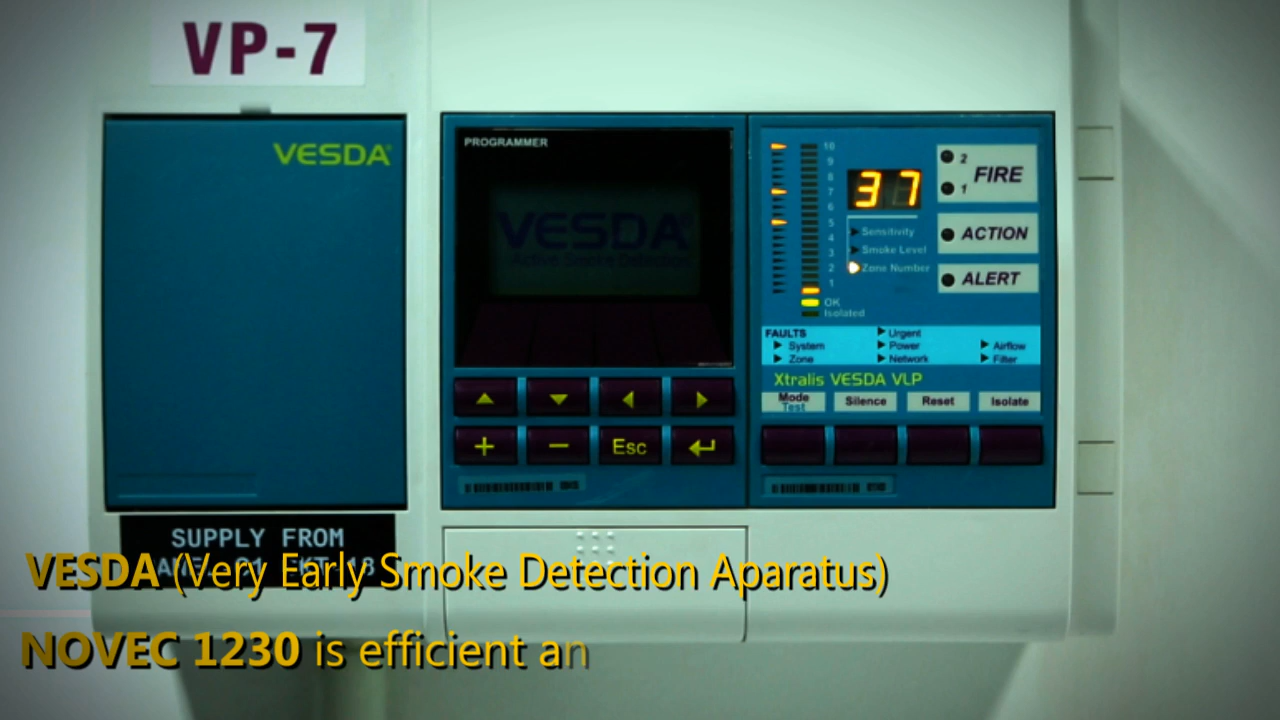 VP-7
VESDA
PROGRAMMER
VESDA
Active Smoke Detection
10
9
8
7
6
5
4
3
2
1
OK
Isolated
37
Sensitivity
Smoke Level
Zone Number
2
1
FIRE
ACTION
ALERT
FAULTS
Urgent
System Power Airflow
Zone Network Filter
Xtralis VESDA VLP
Mode
Test
Silence
Reset
Isolate
+ − Esc
SUPPLY FROM
VESDA (Very Early Smoke Detection Aparatus)
NOVEC 1230 is efficient an